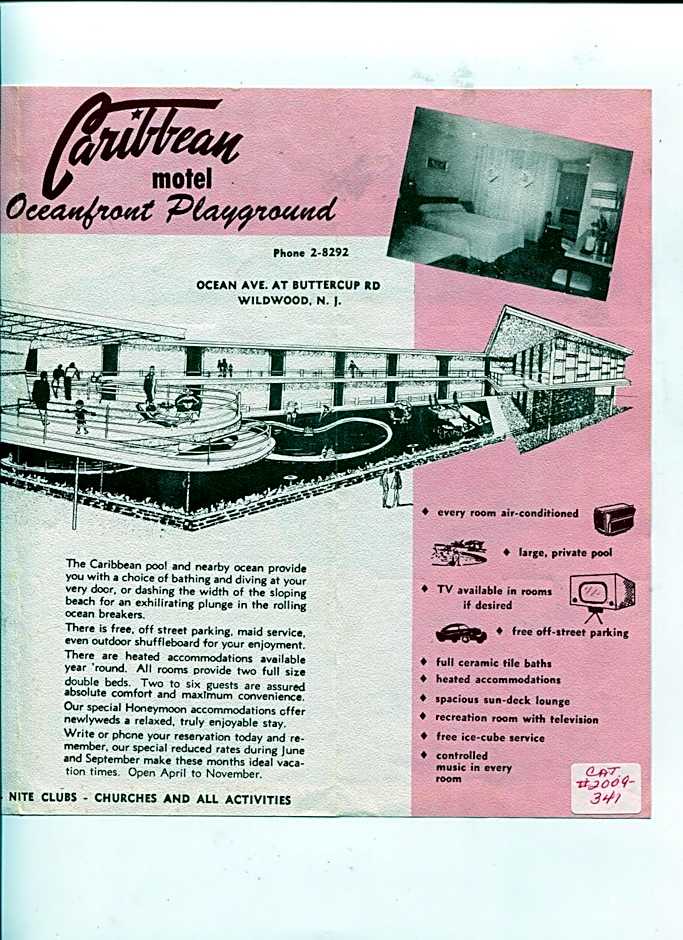 Caribbean
motel
Oceanfront Playground
Phone 2-8292
OCEAN AVE. AT BUTTERCUP RD
WILDWOOD, N. J.
♦ every room air-conditioned
♦ large, private pool
♦ TV available in rooms
if desired
♦ free off-street parking
♦ full ceramic tile baths
♦ heated accommodations
♦ spacious sun-deck lounge
♦ recreation room with television
♦ free ice-cube service
♦ controlled
music in every
room
The Caribbean pool and nearby ocean provide
you with a choice of bathing and diving at your
very door, or dashing the width of the sloping
beach for an exhilirating plunge in the rolling
ocean breakers.
There is free, off street parking, maid service,
even outdoor shuffleboard for your enjoyment.
There are heated accommodations available
year 'round. All rooms provide two full size
double beds. Two to six guests are assured
absolute comfort and maximum convenience.
Our special Honeymoon accommodations offer
newlyweds a relaxed, truly enjoyable stay.
Write or phone your reservation today and re-
member, our special reduced rates during June
and September make these months ideal vaca-
tion times. Open April to November.
- NITE CLUBS - CHURCHES AND ALL ACTIVITIES
CAT.
#2009-
341